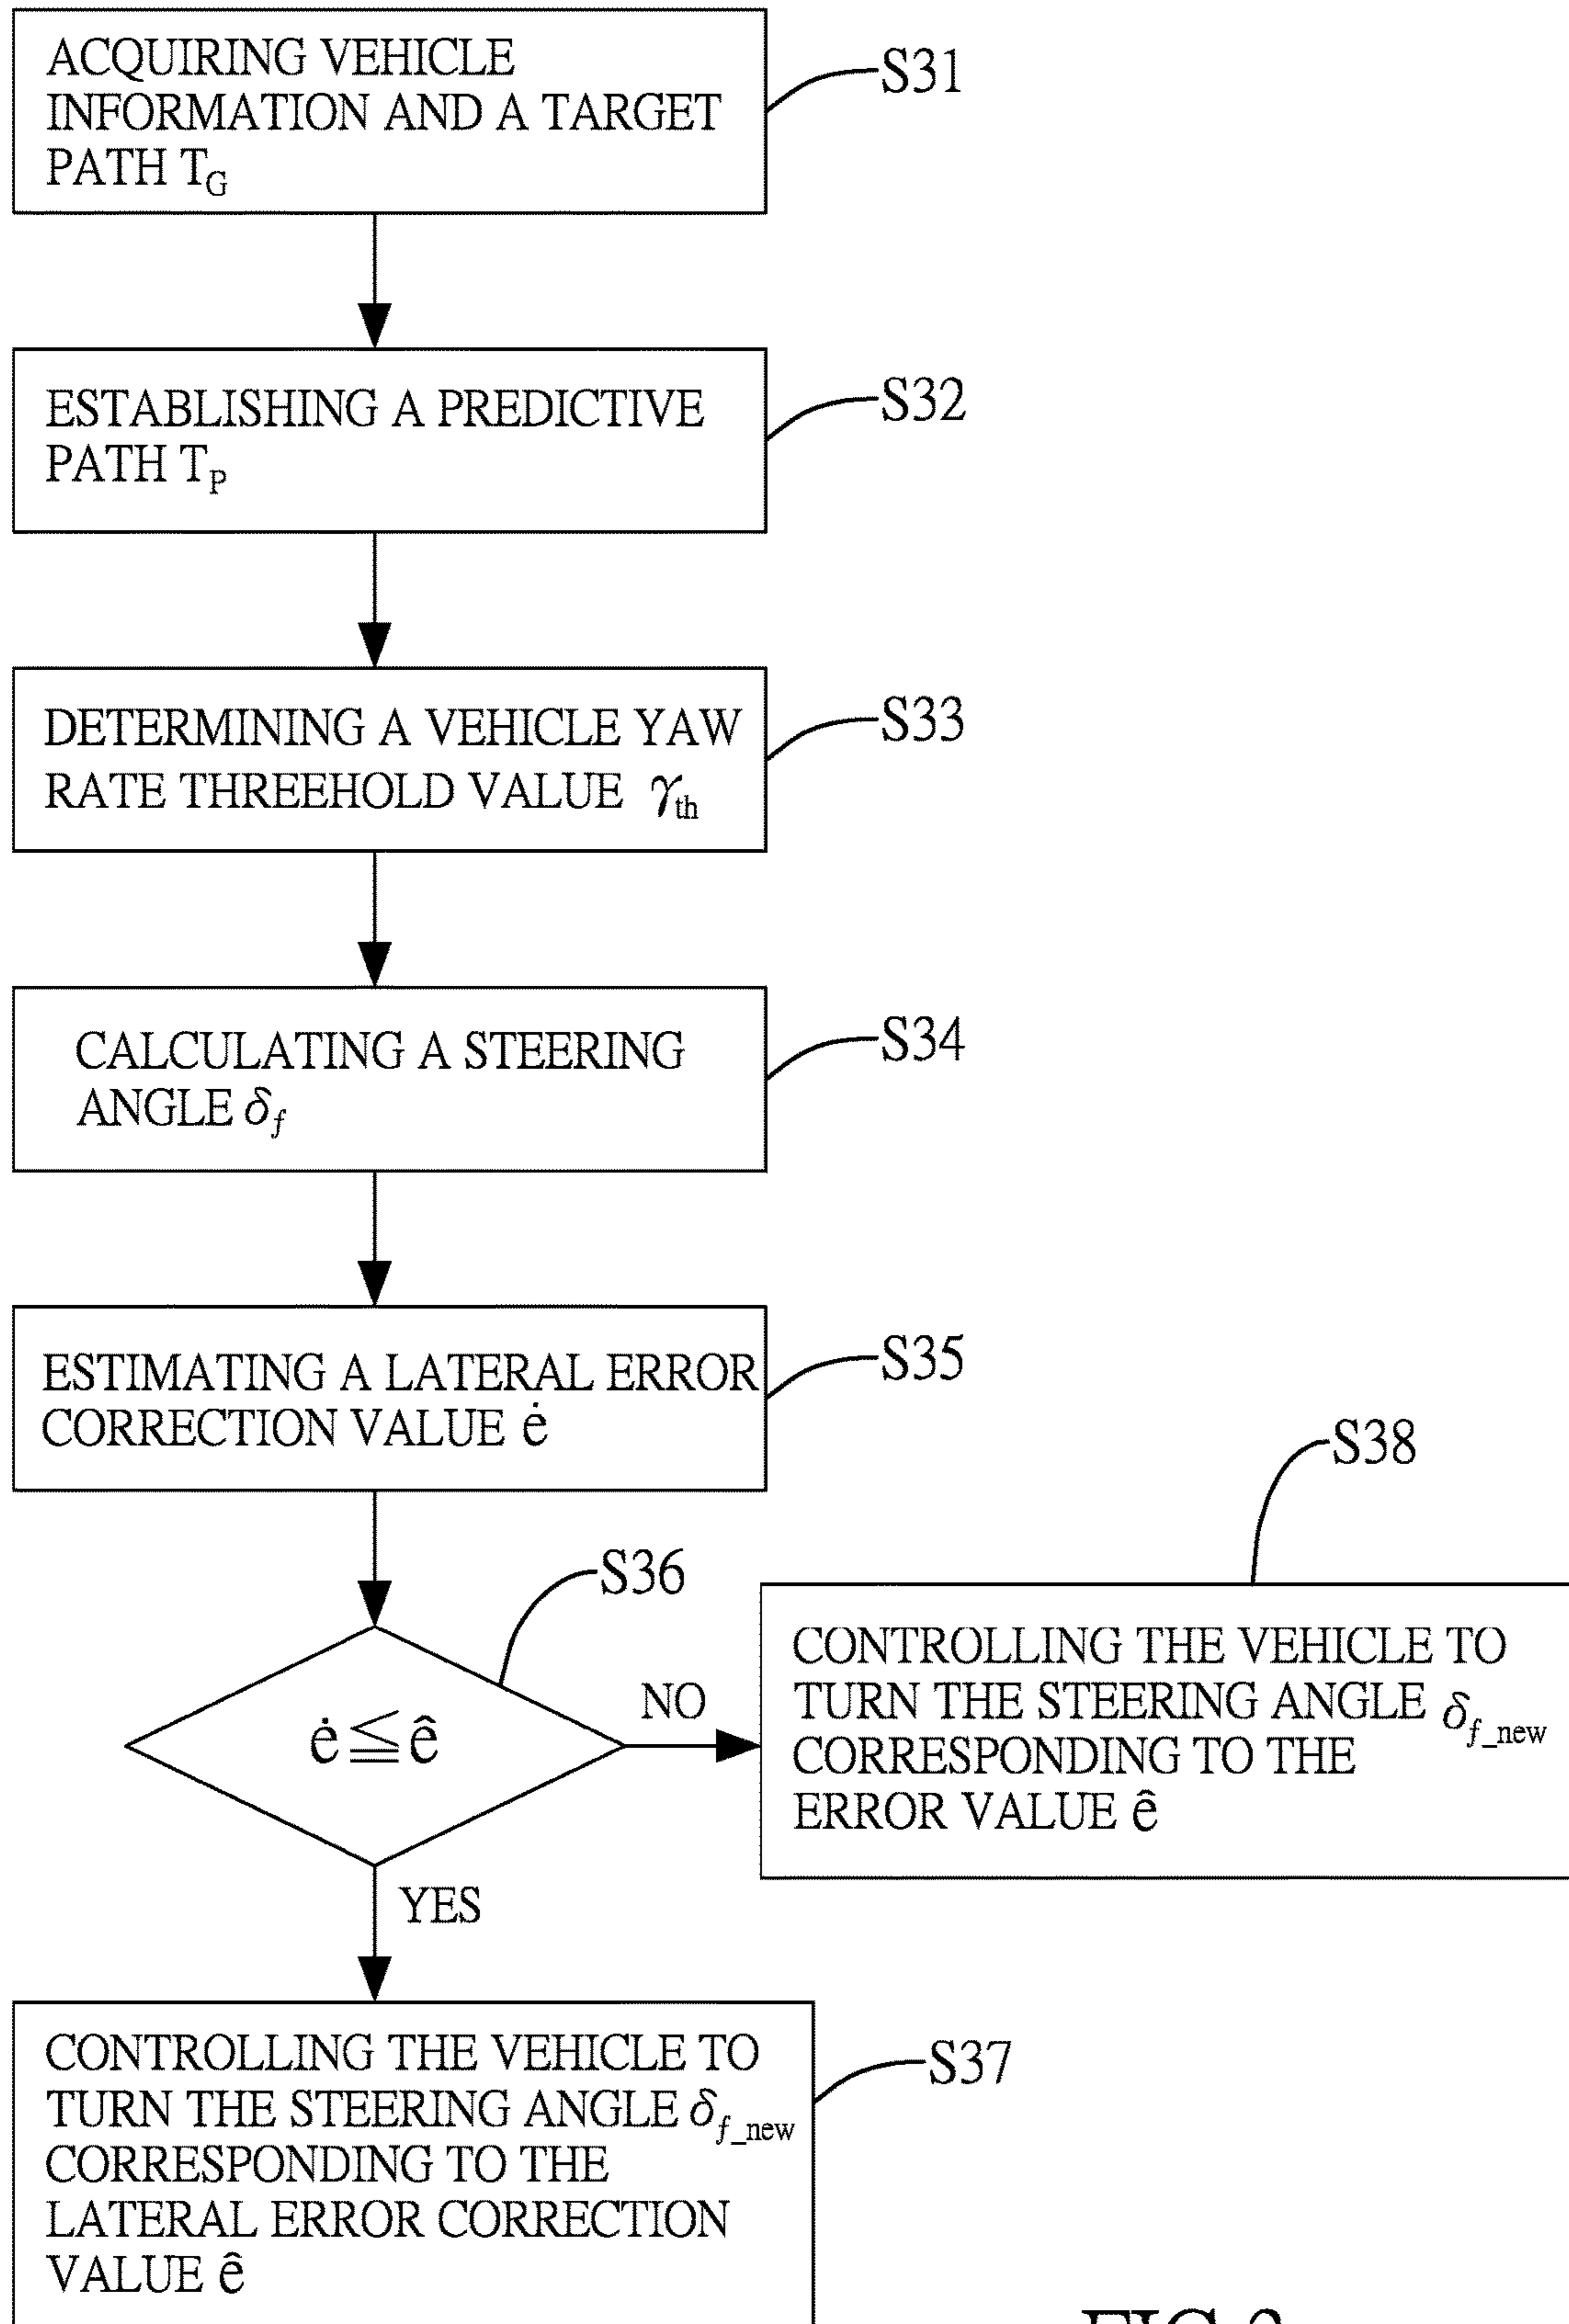 ACQUIRING VEHICLE
INFORMATION AND A TARGET
PATH T_G
S31
ESTABLISHING A PREDICTIVE
PATH T_P
S32
DETERMINING A VEHICLE YAW
RATE THREEHOLD VALUE γ_th
S33
CALCULATING A STEERING
ANGLE δ_f
S34
ESTIMATING A LATERAL ERROR
CORRECTION VALUE ė
S35
S36
ė ≦ ê
NO
S38
CONTROLLING THE VEHICLE TO
TURN THE STEERING ANGLE δ_f_new
CORRESPONDING TO THE
ERROR VALUE ê
YES
CONTROLLING THE VEHICLE TO
TURN THE STEERING ANGLE δ_f_new
CORRESPONDING TO THE
LATERAL ERROR CORRECTION
VALUE ê
S37